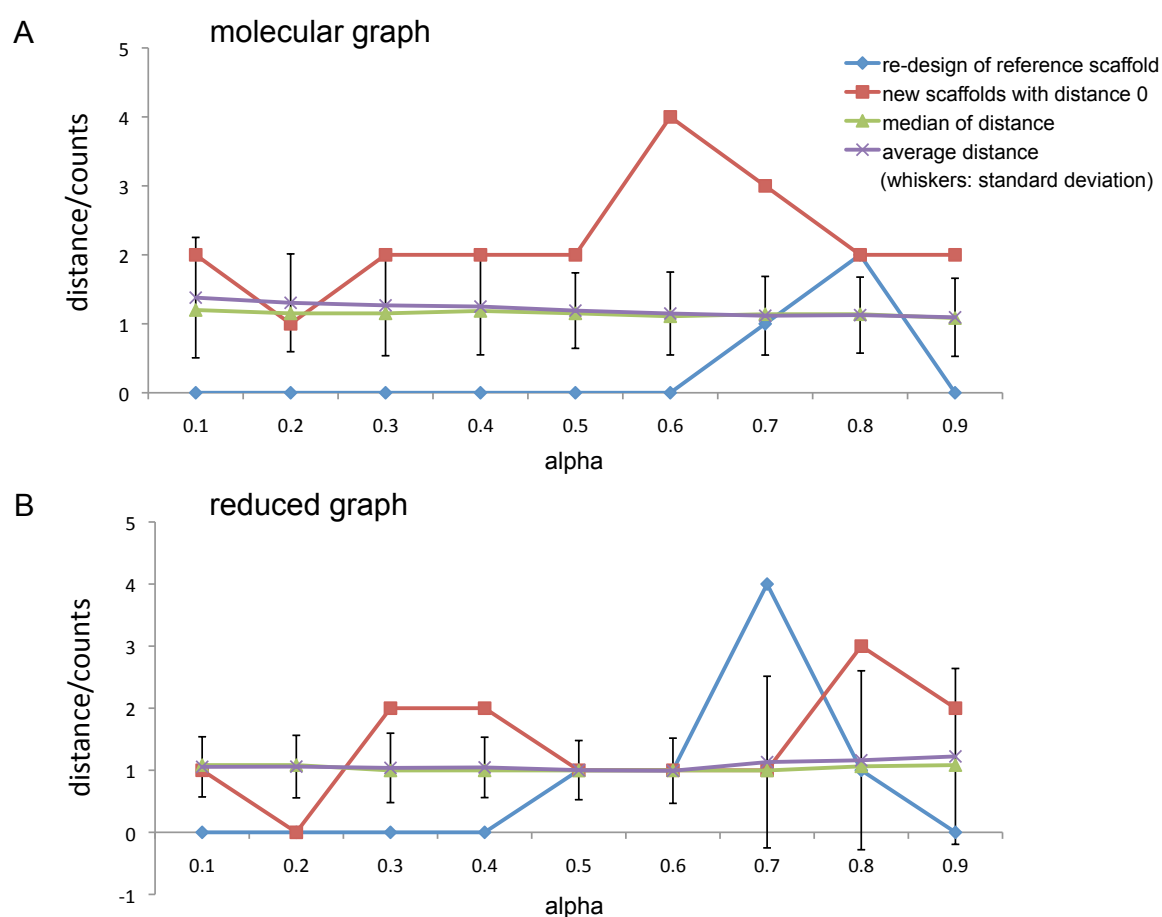 A
molecular graph
5
4
3
2
1
0
distance/counts
0.1 0.2 0.3 0.4 0.5 0.6 0.7 0.8 0.9
alpha
re-design of reference scaffold
new scaffolds with distance 0
median of distance
average distance
(whiskers: standard deviation)
B
reduced graph
5
4
3
2
1
0
-1
distance/counts
0.1 0.2 0.3 0.4 0.5 0.6 0.7 0.8 0.9
alpha